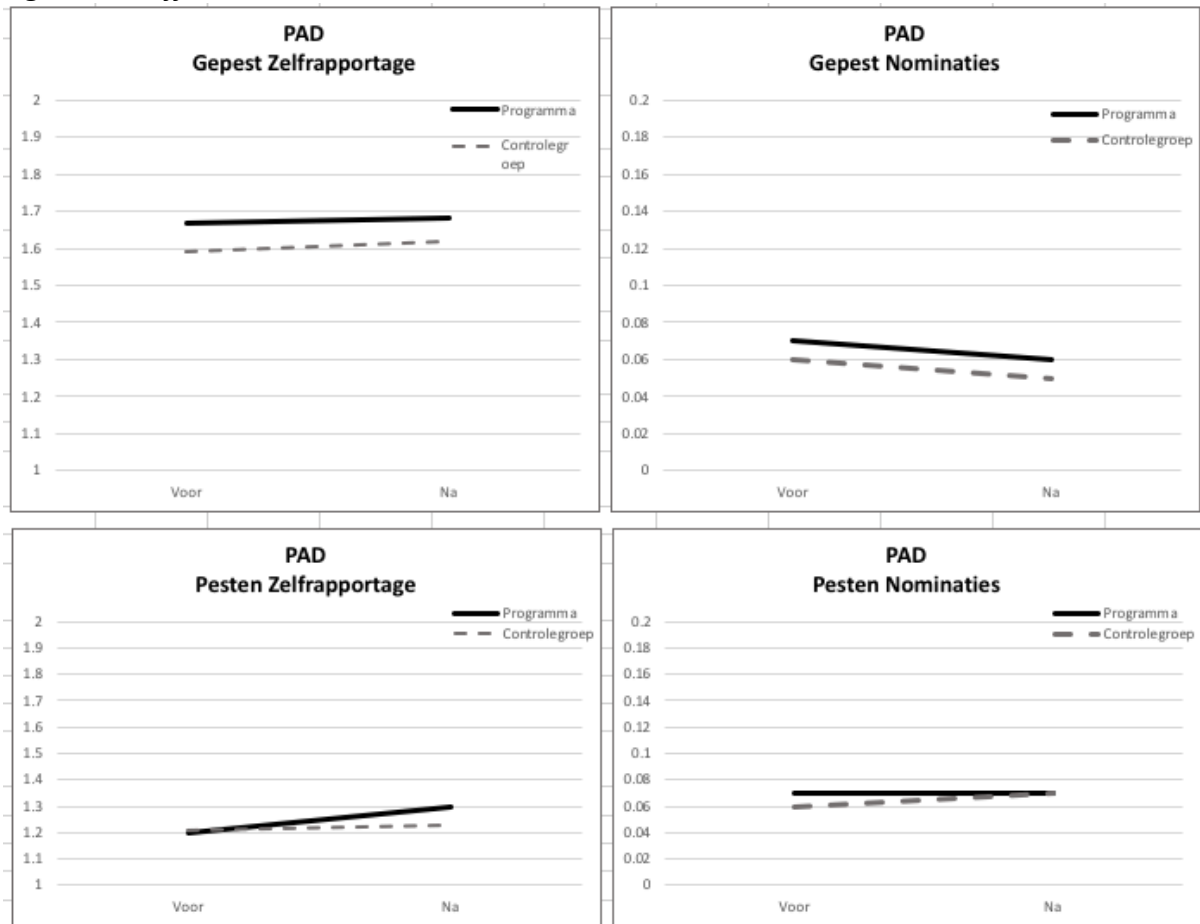 PAD
Gepest Zelfrapportage
2
1.9
1.8
1.7
1.6
1.5
1.4
1.3
1.2
1.1
1
Programma
Controlegr
oep
Voor
Na
PAD
Gepest Nominaties
0.2
0.18
0.16
0.14
0.12
0.1
0.08
0.06
0.04
0.02
0
Programma
Controlegroep
Voor
Na
PAD
Pesten Zelfrapportage
2
1.9
1.8
1.7
1.6
1.5
1.4
1.3
1.2
1.1
1
Programma
Controlegroep
Voor
Na
PAD
Pesten Nominaties
0.2
0.18
0.16
0.14
0.12
0.1
0.08
0.06
0.04
0.02
0
Programma
Controlegroep
Voor
Na